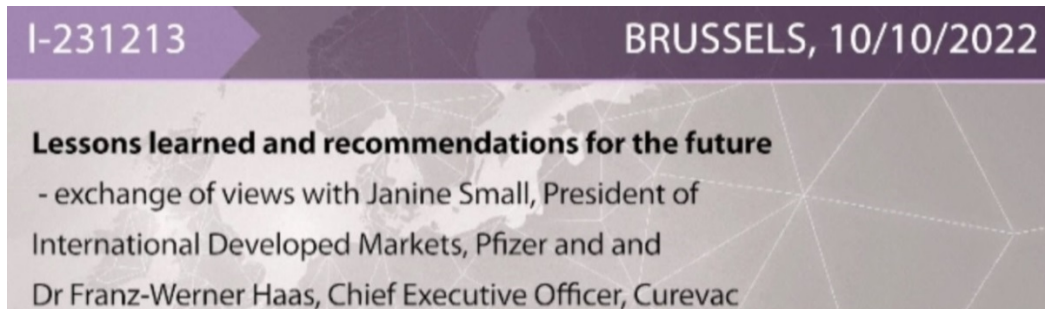 I-231213
BRUSSELS, 10/10/2022
Lessons learned and recommendations for the future
- exchange of views with Janine Small, President of
International Developed Markets, Pfizer and and
Dr Franz-Werner Haas, Chief Executive Officer, Curevac